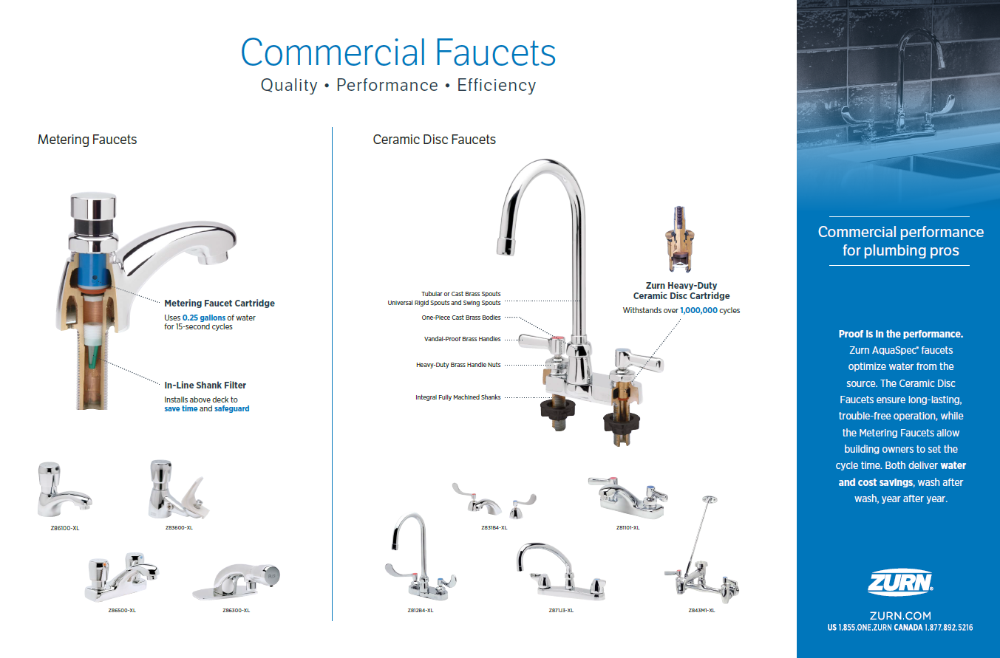 Commercial Faucets
Quality • Performance • Efficiency
Metering Faucets
Metering Faucet Cartridge
Uses 0.25 gallons of water
for 15-second cycles
In-Line Shank Filter
Installs above deck to
save time and safeguard
Z86100-XL
Z83600-XL
Z86500-XL
Z86300-XL
Ceramic Disc Faucets
Tubular or Cast Brass Spouts
Universal Rigid Spouts and Swing Spouts
One-Piece Cast Brass Bodies
Vandal-Proof Brass Handles
Heavy-Duty Brass Handle Nuts
Integral Fully Machined Shanks
Zurn Heavy-Duty
Ceramic Disc Cartridge
Withstands over 1,000,000 cycles
Z831B4-XL
Z81101-XL
Z812B4-XL
Z871J3-XL
Z843M1-XL
Commercial performance
for plumbing pros
Proof is in the performance.
Zurn AquaSpec® faucets
optimize water from the
source. The Ceramic Disc
Faucets ensure long-lasting,
trouble-free operation, while
the Metering Faucets allow
building owners to set the
cycle time. Both deliver water
and cost savings, wash after
wash, year after year.
ZURN®
ZURN.COM
US 1.855.ONE.ZURN CANADA 1.877.892.5216